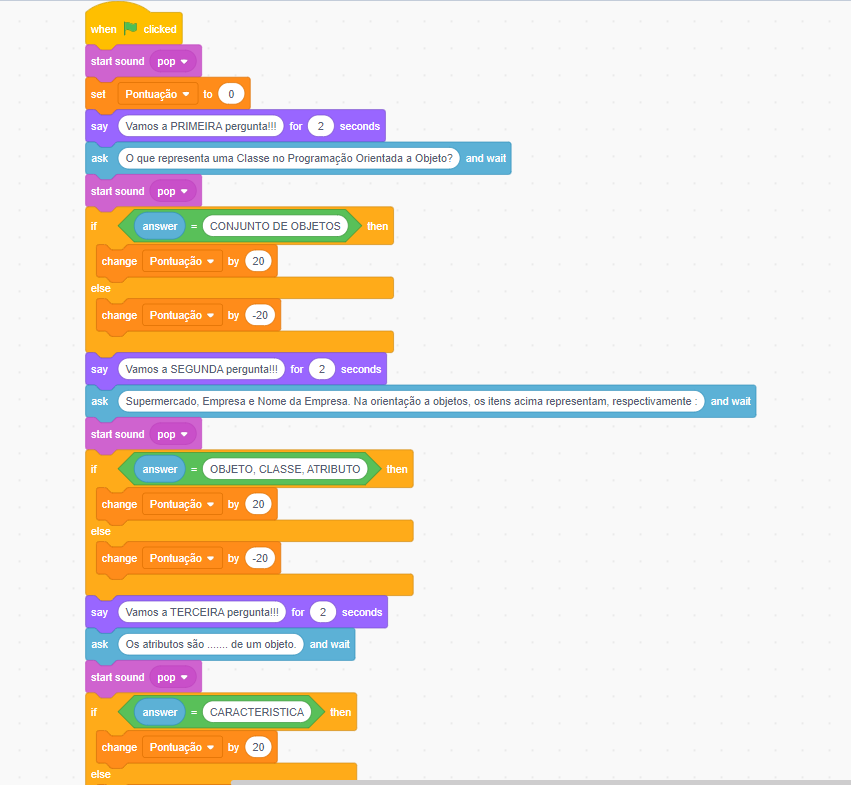 when clicked
start sound pop
set Pontuação to 0
say Vamos a PRIMEIRA pergunta!!! for 2 seconds
ask O que representa uma Classe no Programação Orientada a Objeto? and wait
start sound pop
if answer = CONJUNTO DE OBJETOS then
change Pontuação by 20
else
change Pontuação by -20
say Vamos a SEGUNDA pergunta!!! for 2 seconds
ask Supermercado, Empresa e Nome da Empresa. Na orientação a objetos, os itens acima representam, respectivamente : and wait
start sound pop
if answer = OBJETO, CLASSE, ATRIBUTO then
change Pontuação by 20
else
change Pontuação by -20
say Vamos a TERCEIRA pergunta!!! for 2 seconds
ask Os atributos são ....... de um objeto. and wait
start sound pop
if answer = CARACTERISTICA then
change Pontuação by 20
else